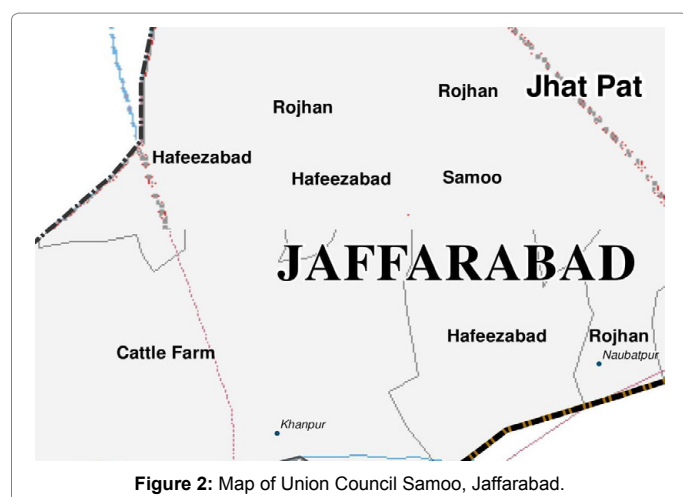 Jhat Pat
Rojhan
Rojhan
Hafeezabad
Hafeezabad
Samoo
JAFFARABAD
Hafeezabad
Rojhan
Naubatpur
Cattle Farm
Khanpur
Figure 2: Map of Union Council Samoo, Jaffarabad.